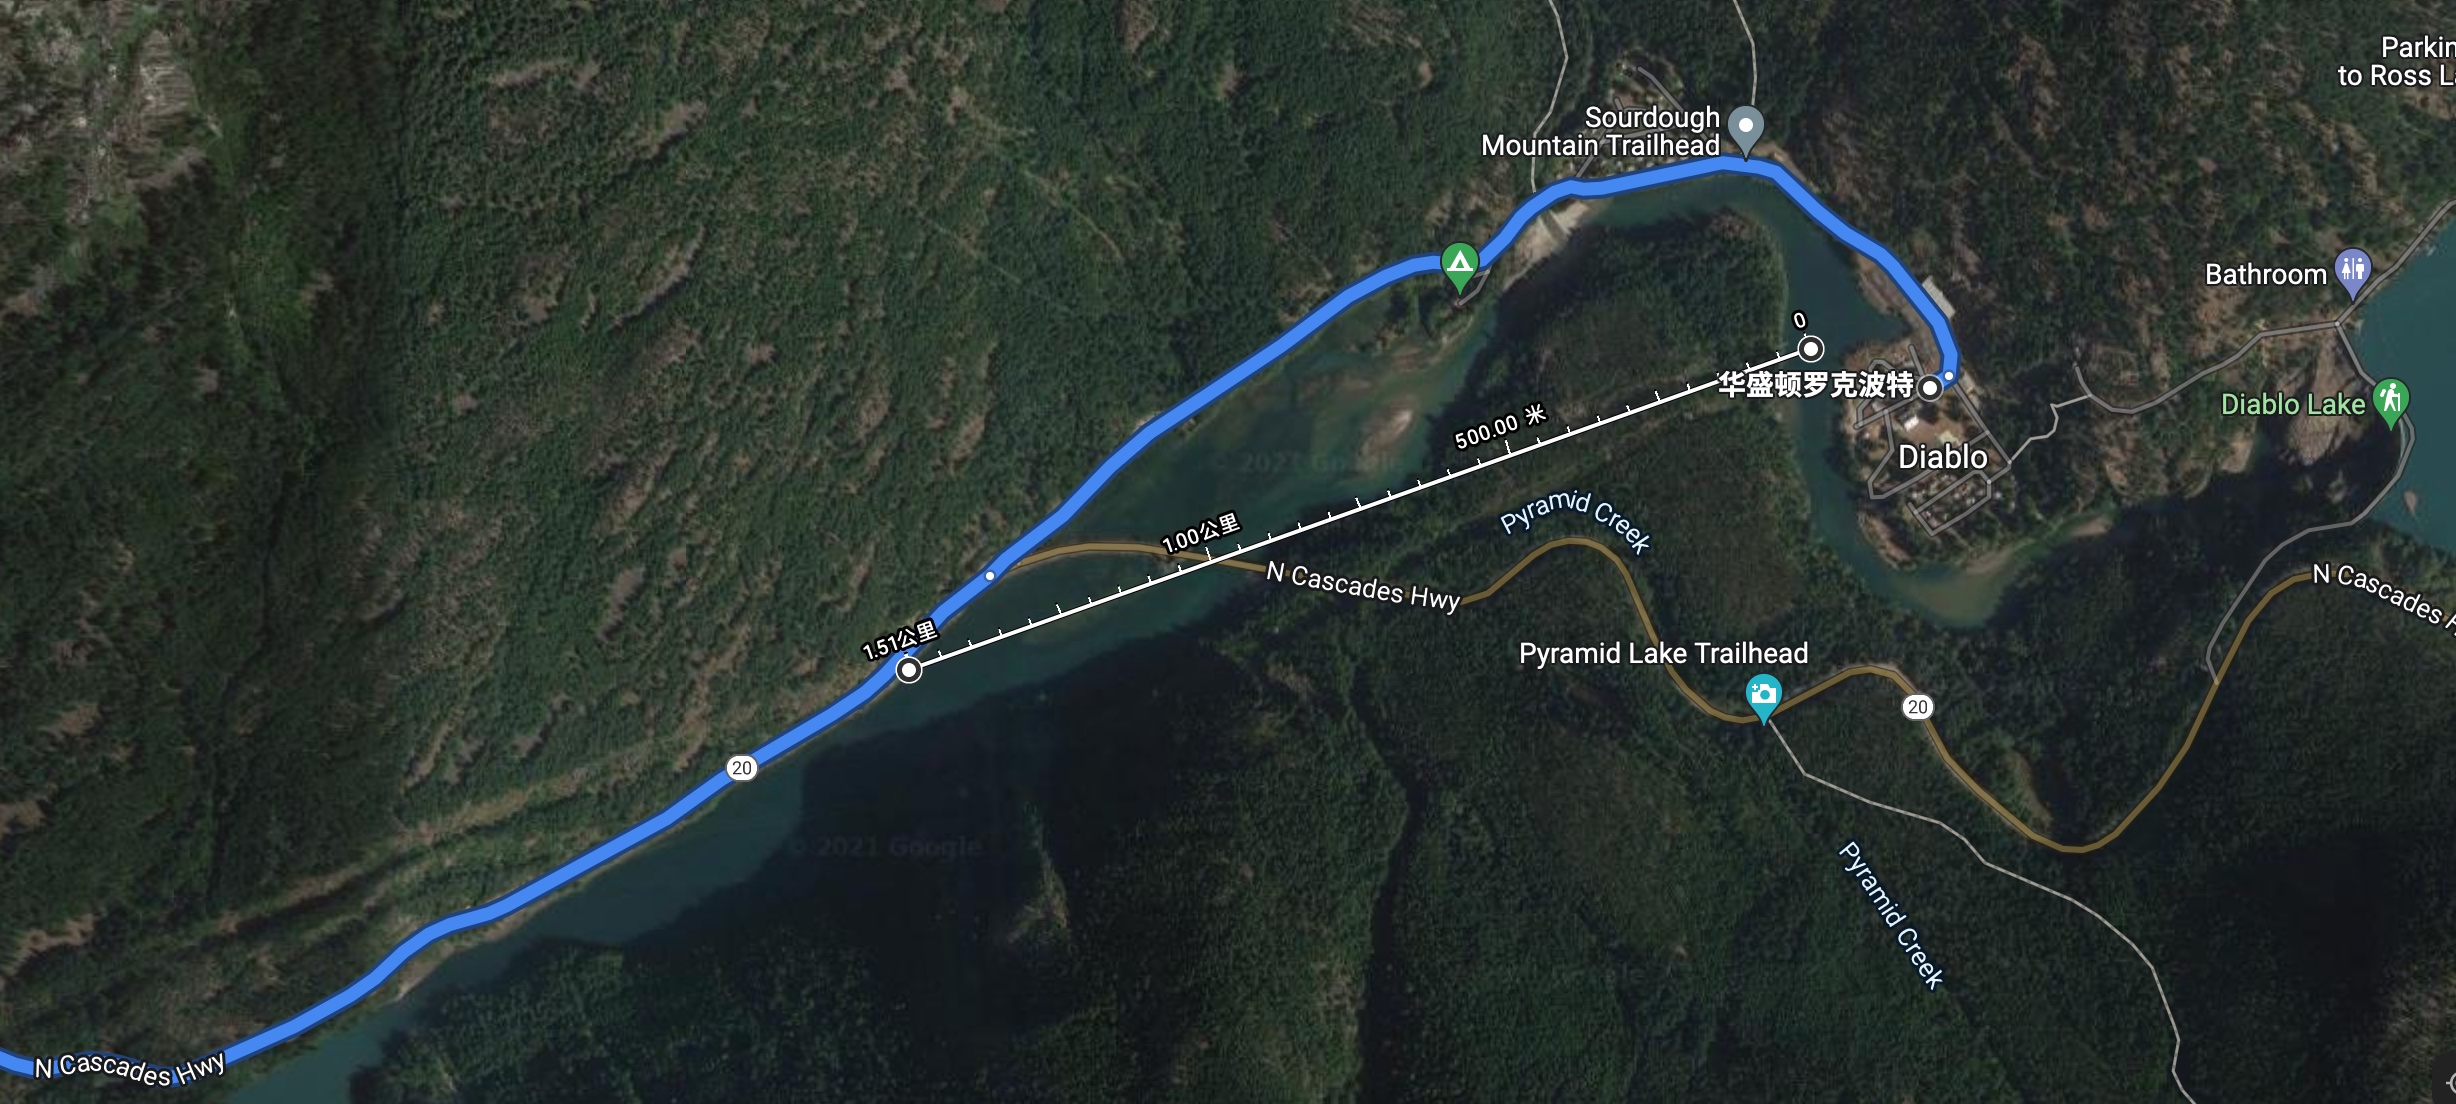 Parkin
to Ross L
Sourdough
Mountain Trailhead
Bathroom
0
华盛顿罗克波特
Diablo Lake
500.00 米
Diablo
Pyramid Creek
1.00公里
N Cascades Hwy
N Cascades
1.51公里
Pyramid Lake Trailhead
20
20
© 2021 Google
Pyramid Creek
N Cascades Hwy